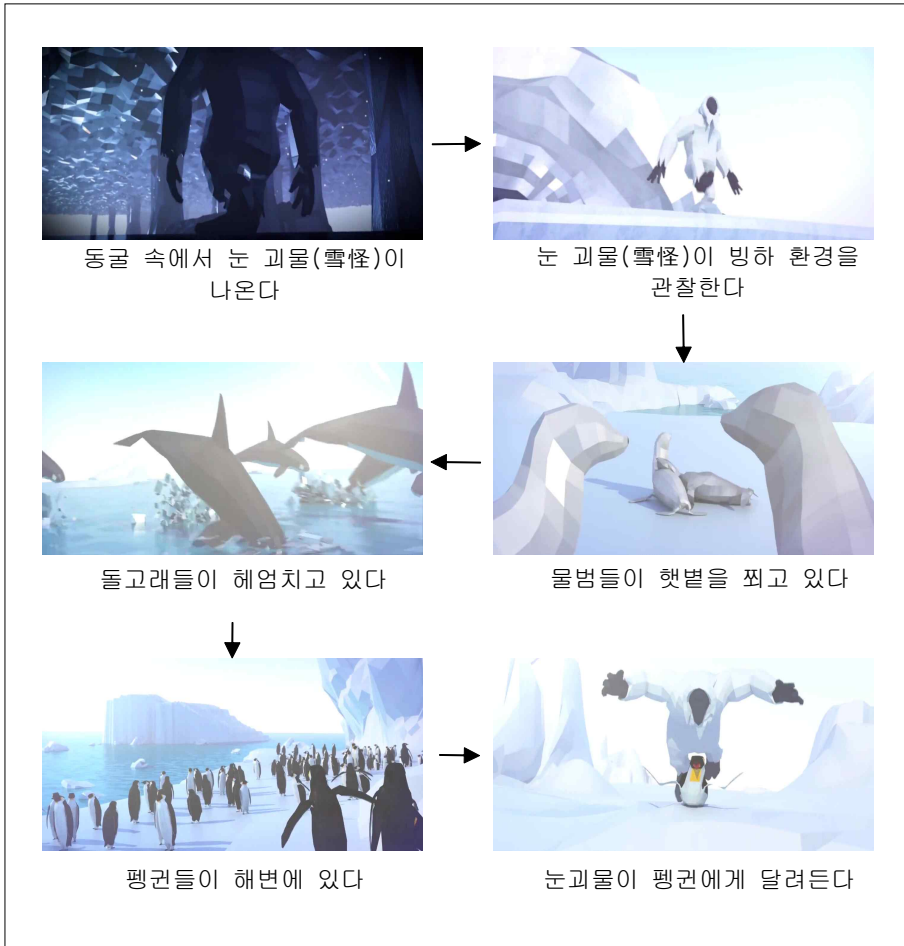 동굴 속에서 눈 괴물(雪怪)이
나온다
눈 괴물(雪怪)이 빙하 환경을
관찰한다
물범들이 햇볕을 쬐고 있다
돌고래들이 헤엄치고 있다
펭귄들이 해변에 있다
눈괴물이 펭귄에게 달려든다